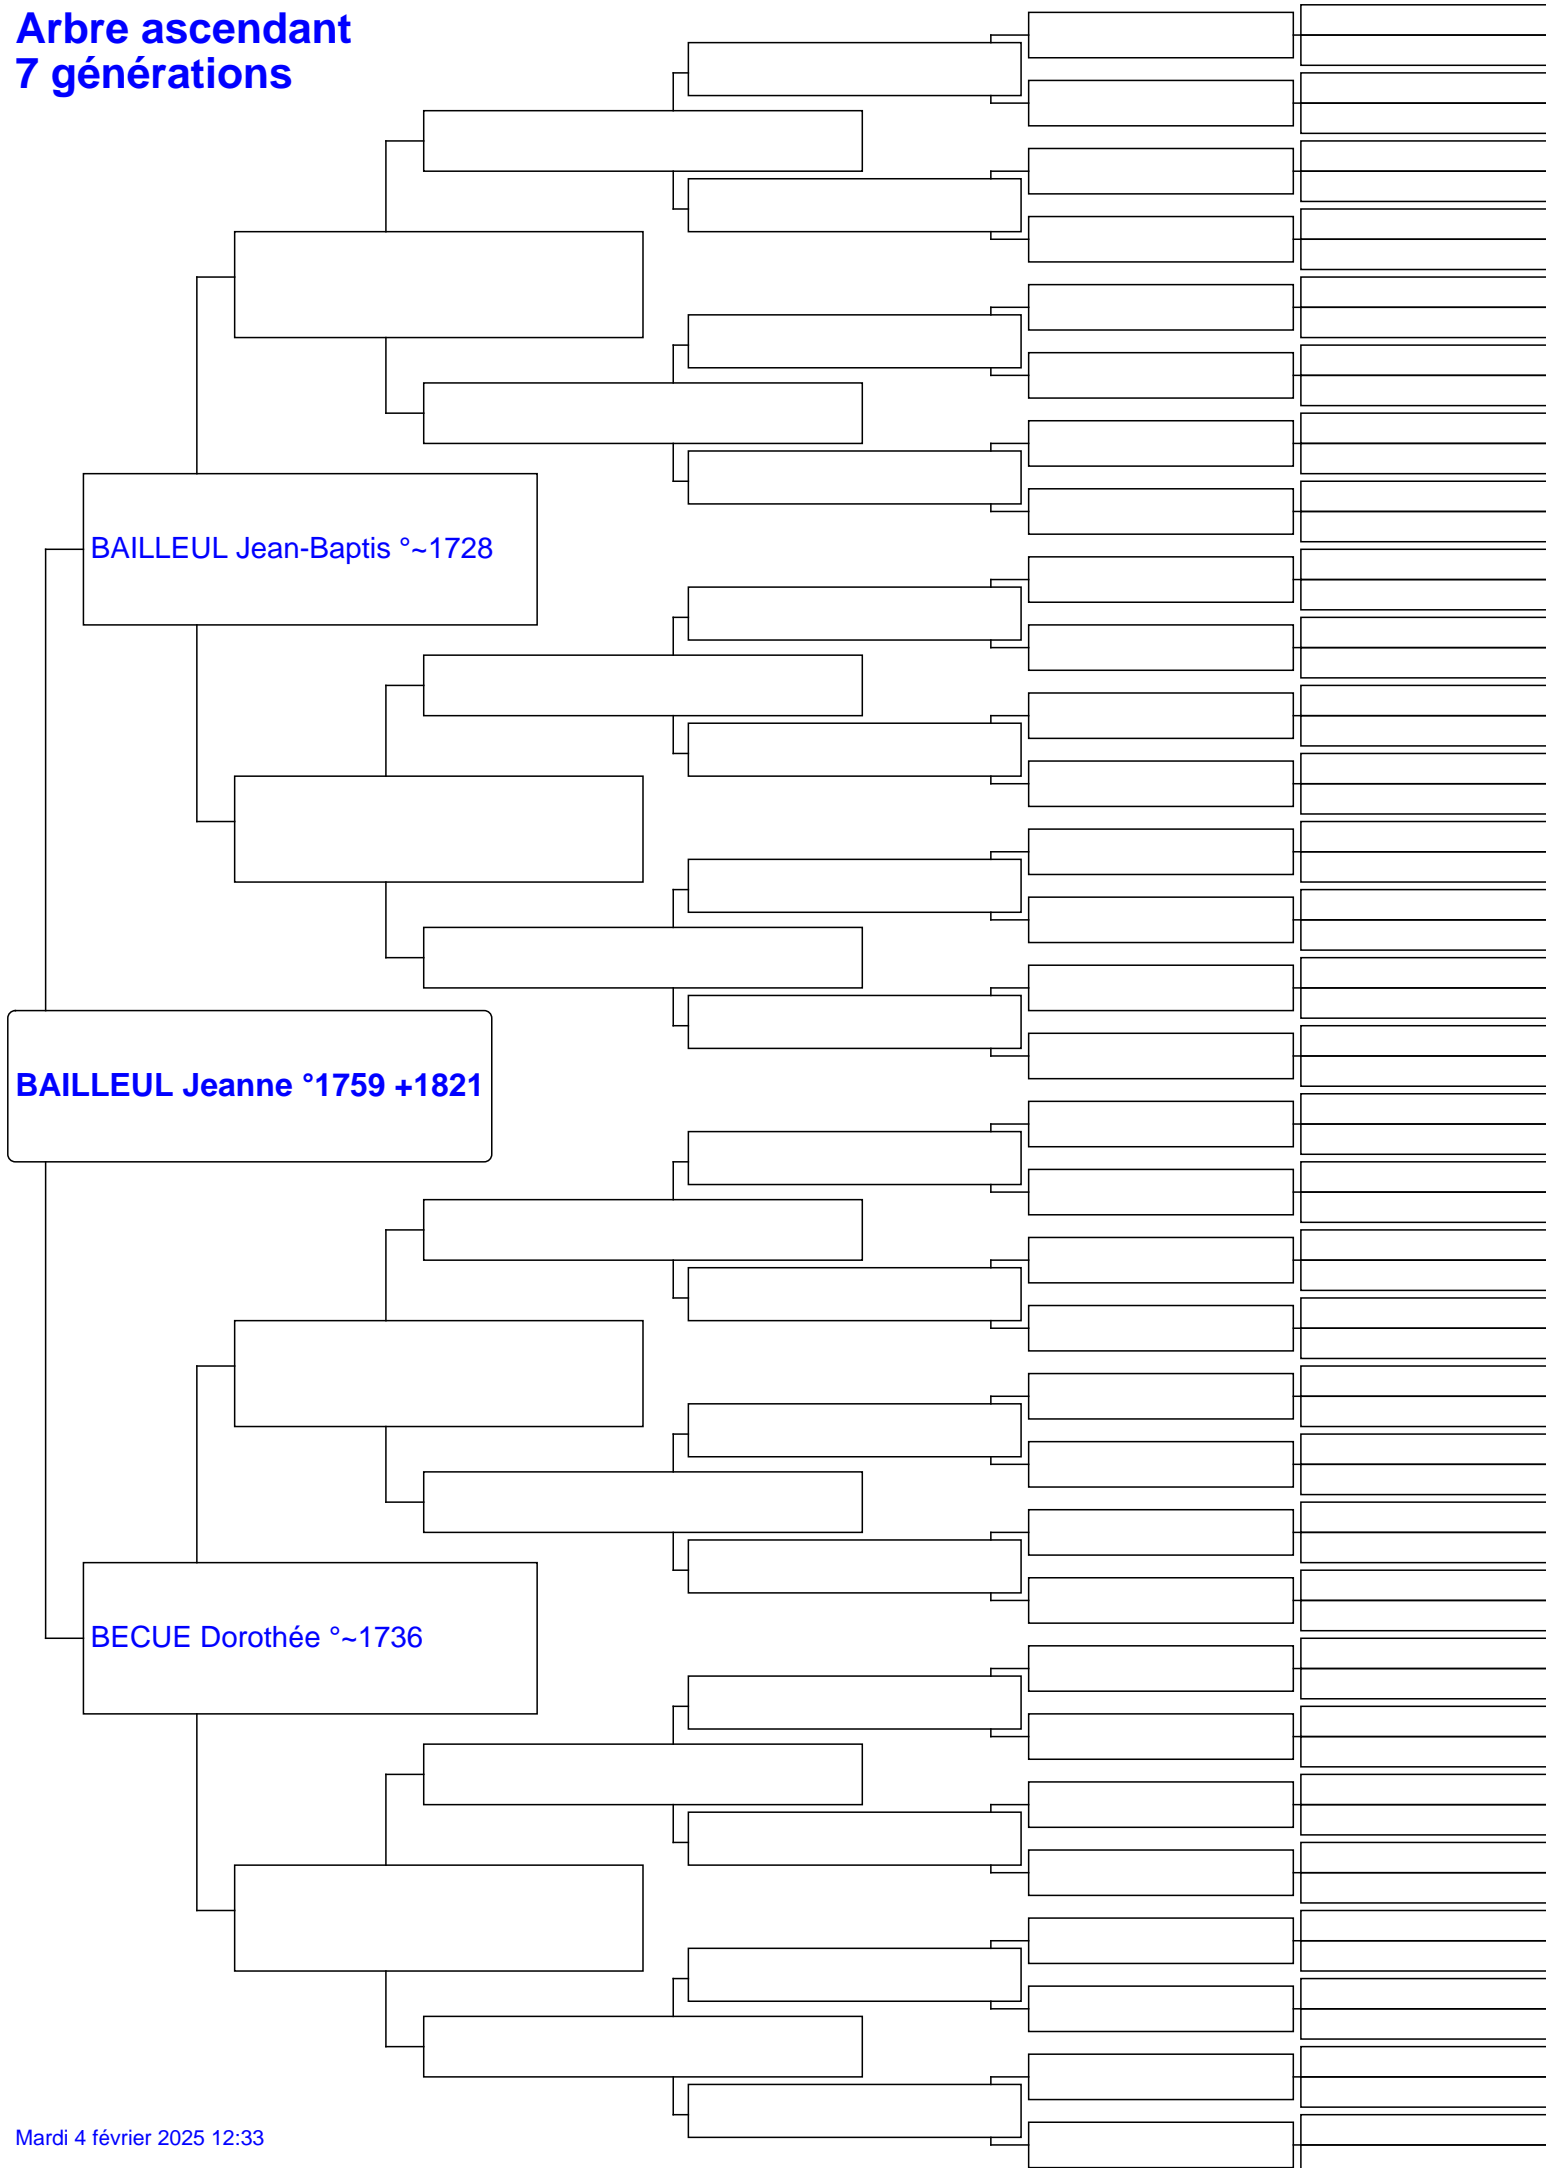 Arbre ascendant
7 générations
BAILLEUL Jean-Baptis °~1728
BAILLEUL Jeanne °1759 +1821
BECUE Dorothée °~1736
Mardi 4 février 2025 12:33